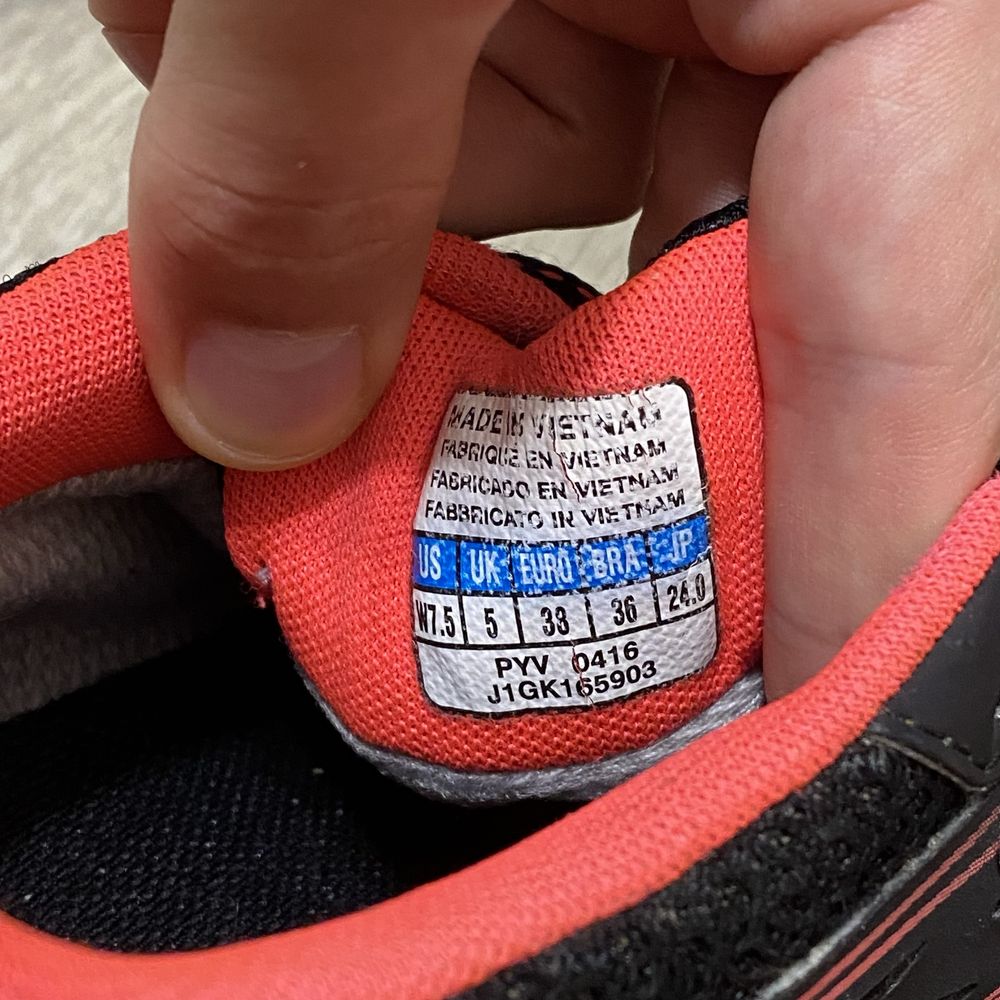 MADE IN VIETNAM
FABRIQUÉ EN VIETNAM
FABRICADO EN VIETNAM
FABBRICATO IN VIETNAM
US UK EURO BRA JP
W7.5 5 38 36 24.0
PYV 0416
J1GK165903